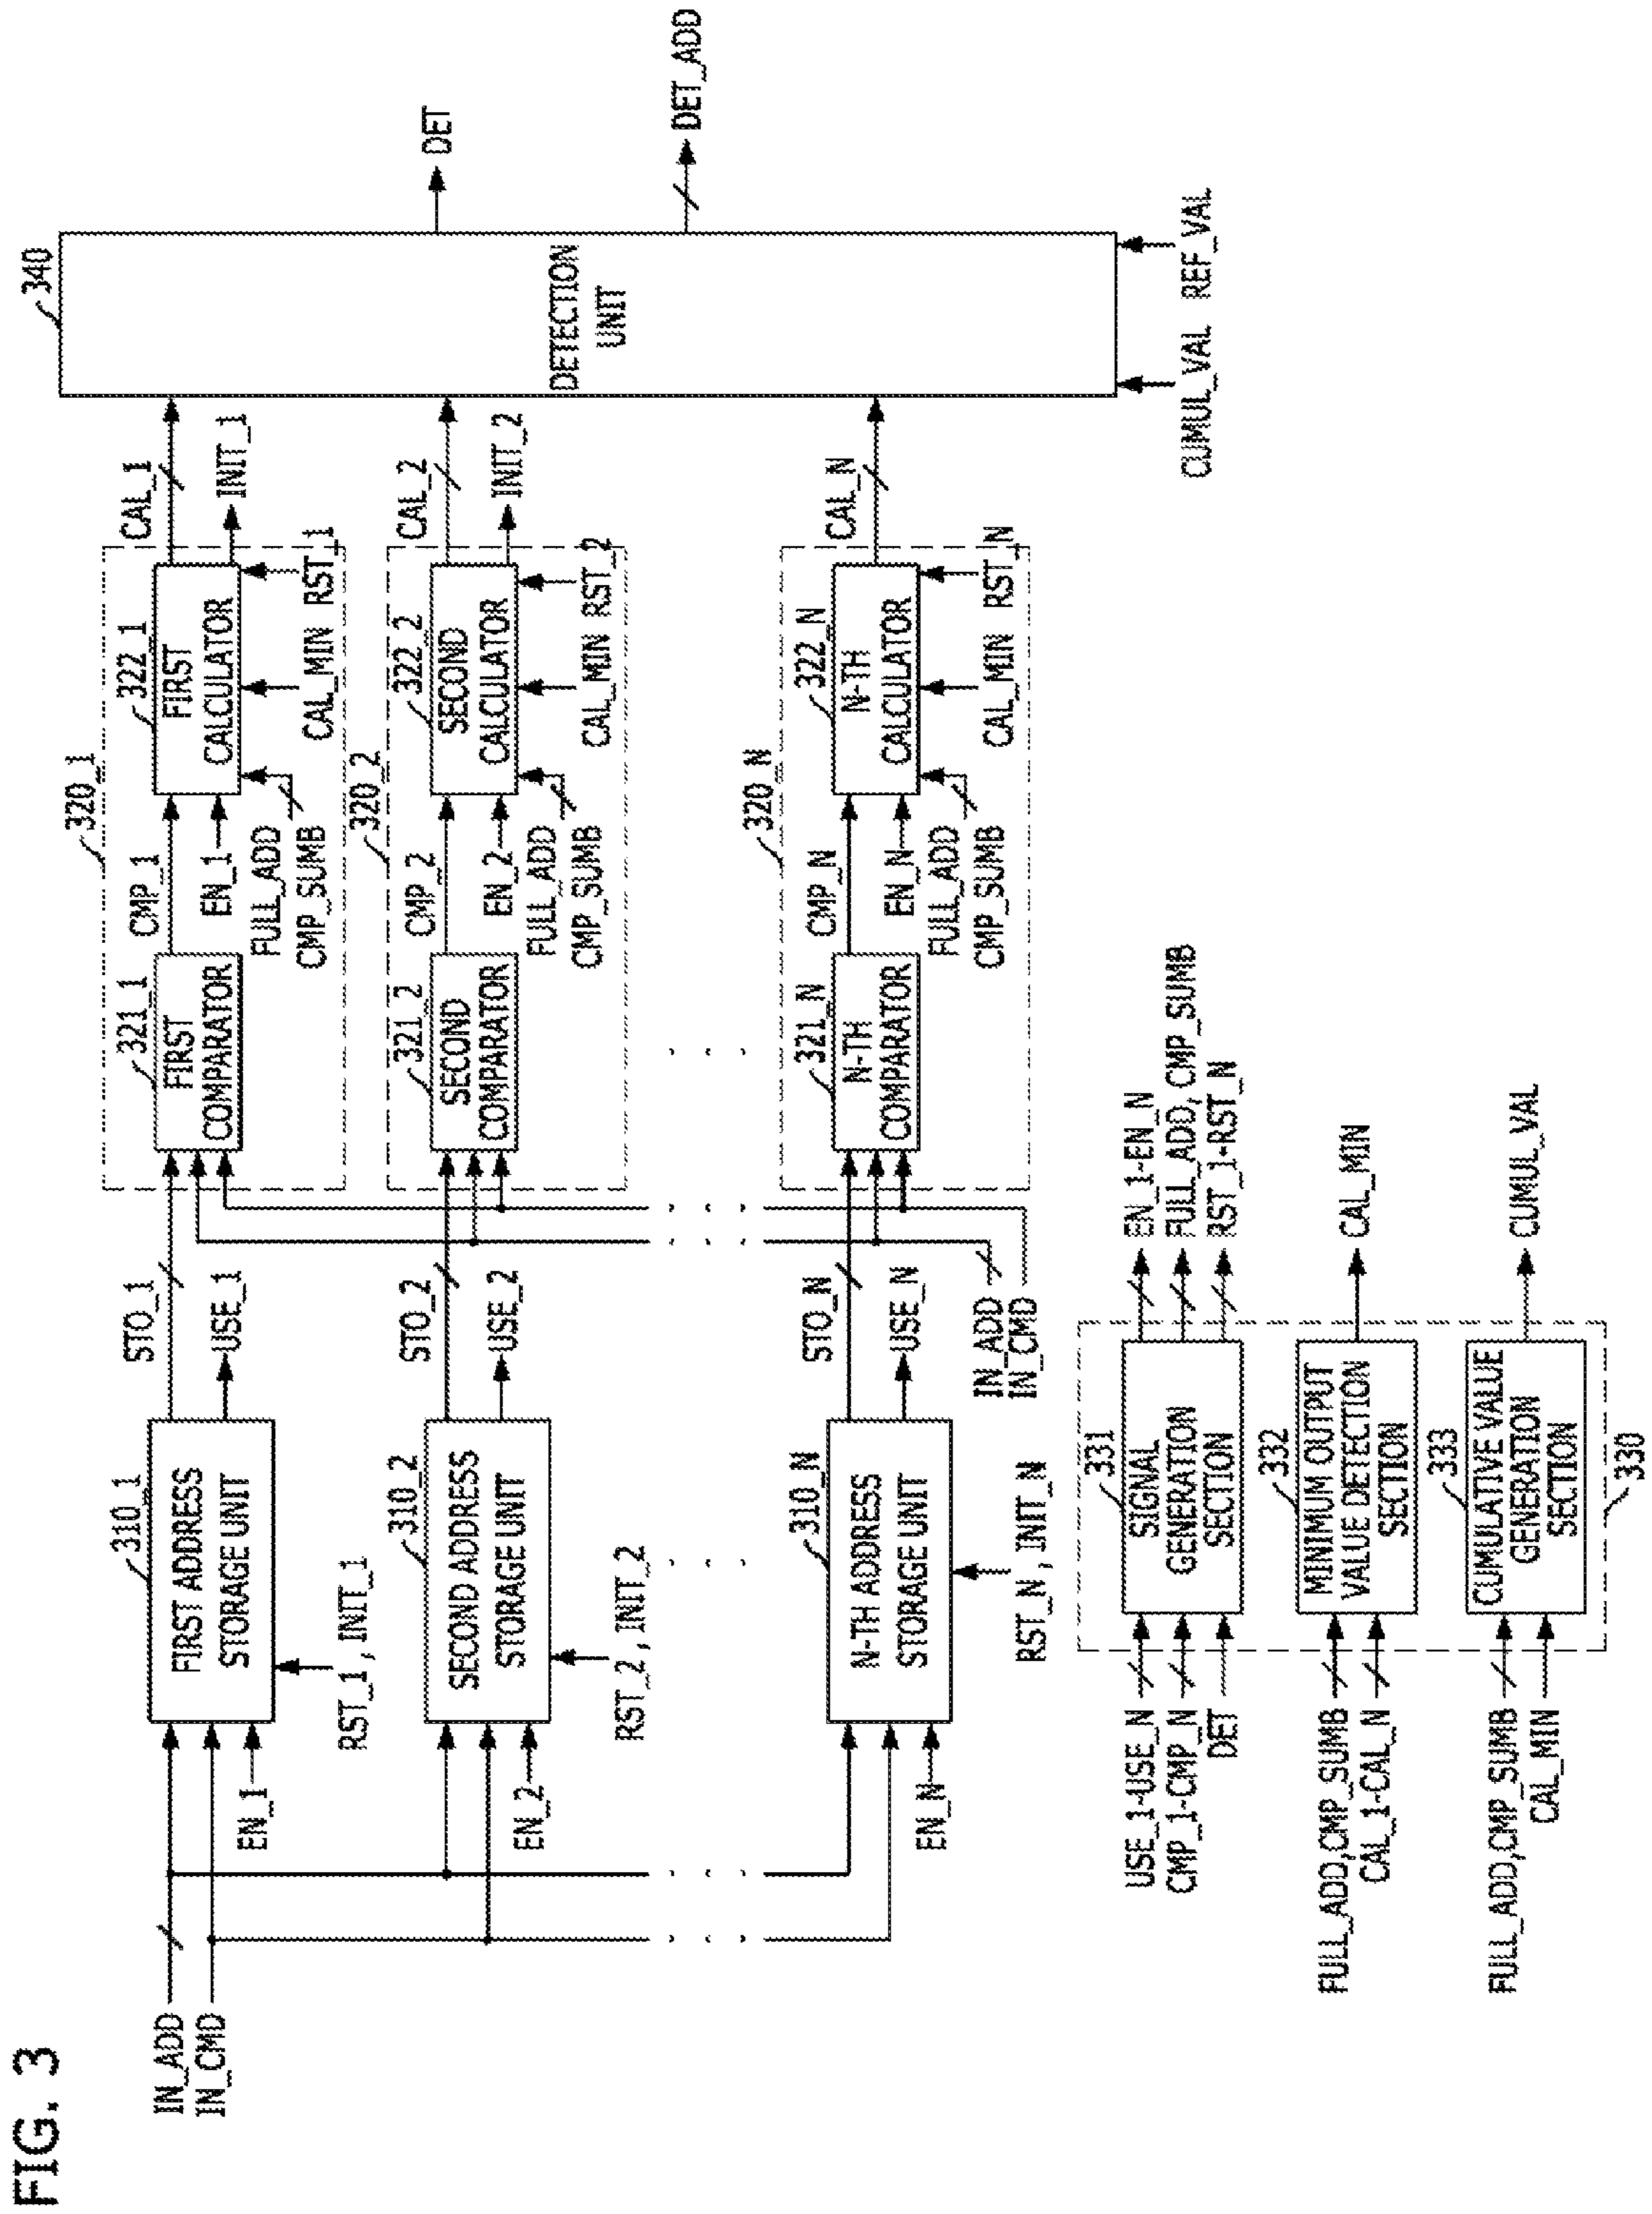 FIG. 3
IN_ADD
IN_CMD
EN_1
310_1
FIRST ADDRESS
STORAGE UNIT
RST_1, INIT_1
STO_1
USE_1
320_1
321_1
FIRST
COMPARATOR
CMP_1
EN_1
FULL_ADD
CMP_SUMB
322_1
FIRST
CALCULATOR
CAL_MIN
RST_1
CAL_1
INIT_1
EN_2
310_2
SECOND ADDRESS
STORAGE UNIT
RST_2, INIT_2
STO_2
USE_2
320_2
321_2
SECOND
COMPARATOR
CMP_2
EN_2
FULL_ADD
CMP_SUMB
322_2
SECOND
CALCULATOR
CAL_MIN
RST_2
CAL_2
INIT_2
EN_N
310_N
N-TH ADDRESS
STORAGE UNIT
RST_N, INIT_N
STO_N
USE_N
IN_ADD
IN_CMD
320_N
321_N
N-TH
COMPARATOR
CMP_N
EN_N
FULL_ADD
CMP_SUMB
322_N
N-TH
CALCULATOR
CAL_MIN
RST_N
CAL_N
340
DETECTION
UNIT
DET
DET_ADD
CUMUL_VAL
REF_VAL
USE_1-USE_N
CMP_1-CMP_N
DET
331
SIGNAL
GENERATION
SECTION
EN_1-EN_N
FULL_ADD, CMP_SUMB
RST_1-RST_N
FULL_ADD,CMP_SUMB
CAL_1-CAL_N
332
MINIMUM OUTPUT
VALUE DETECTION
SECTION
CAL_MIN
FULL_ADD,CMP_SUMB
CAL_MIN
333
CUMULATIVE VALUE
GENERATION
SECTION
CUMUL_VAL
330